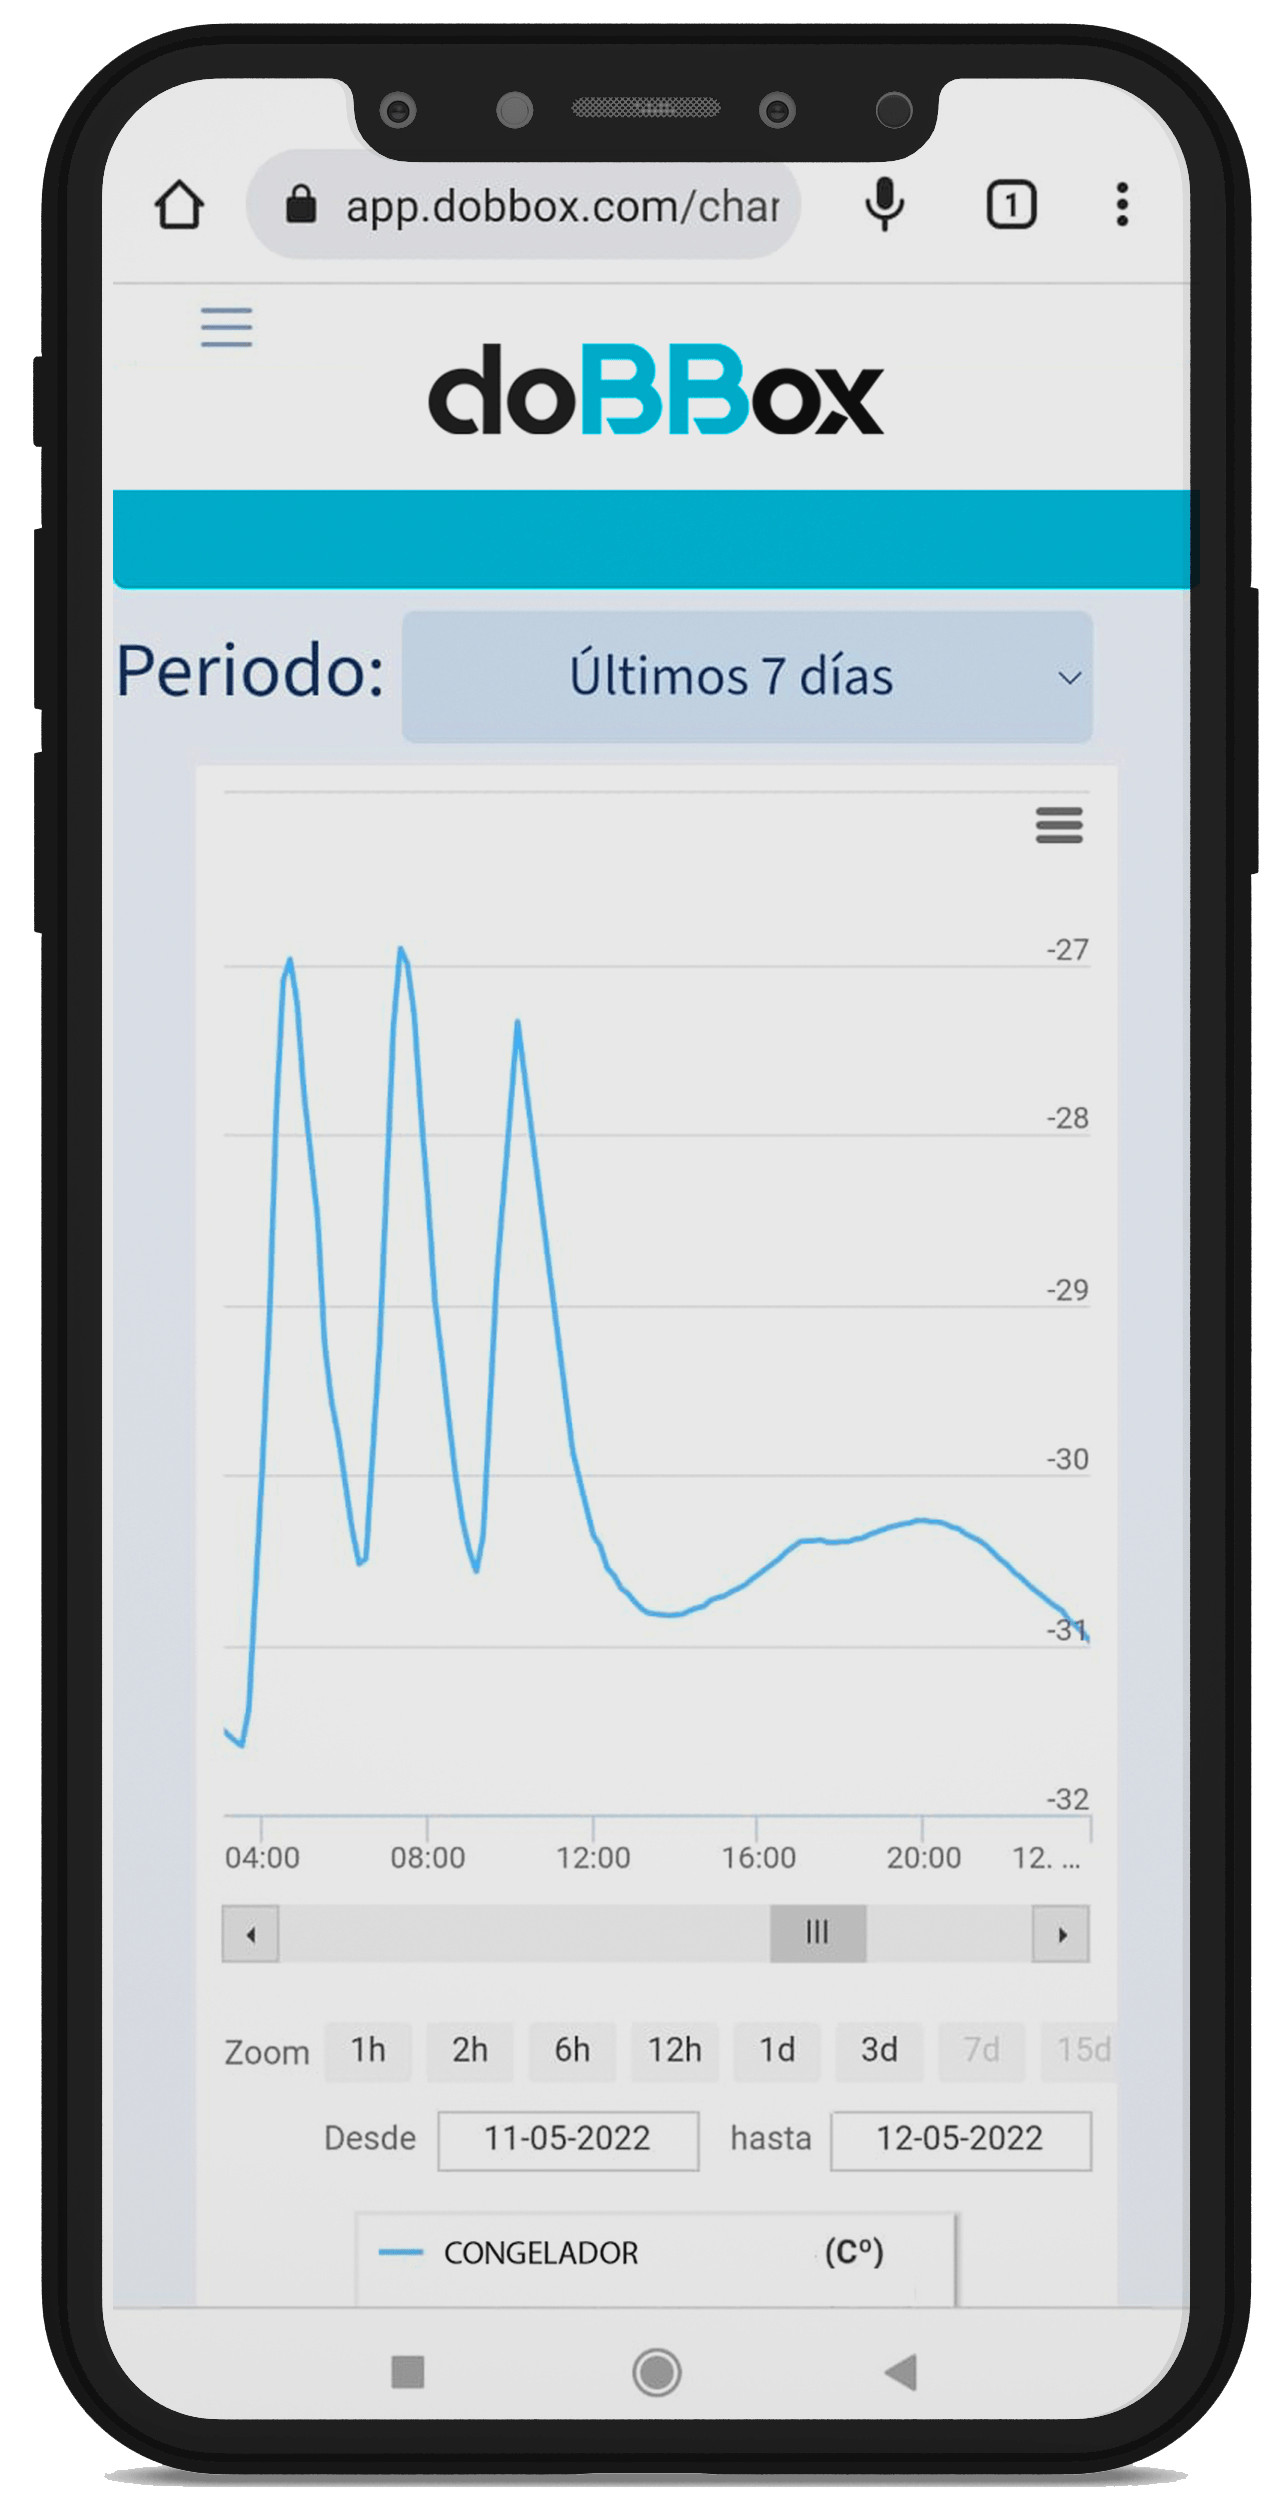 app.dobbox.com/char
1
doBBox
Periodo: Últimos 7 días
-27
-28
-29
-30
-31
-32
04:00 08:00 12:00 16:00 20:00 12. ...
Zoom 1h 2h 6h 12h 1d 3d 7d 15d
Desde 11-05-2022 hasta 12-05-2022
CONGELADOR (Cº)